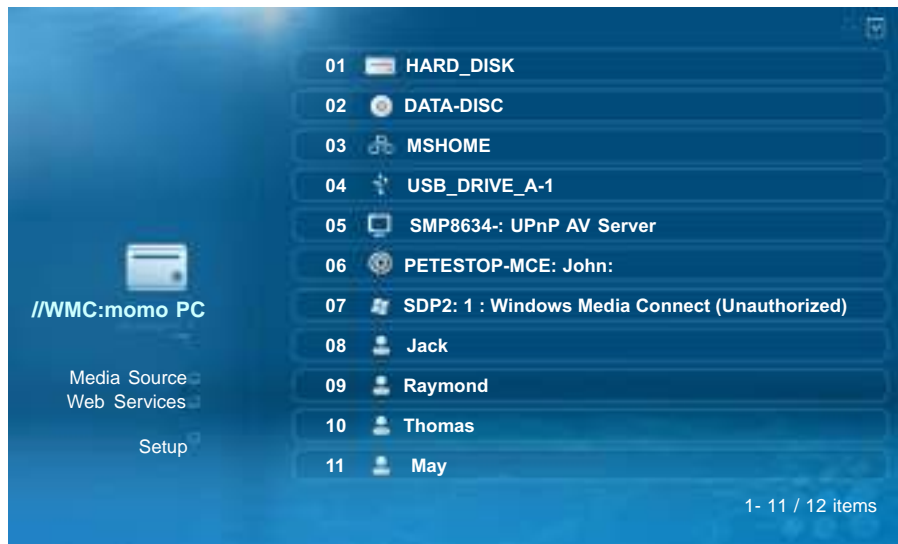 01 HARD_DISK
02 DATA-DISC
03 MSHOME
04 USB_DRIVE_A-1
05 SMP8634-: UPnP AV Server
06 PETESTOP-MCE: John:
07 SDP2: 1 : Windows Media Connect (Unauthorized)
08 Jack
09 Raymond
10 Thomas
11 May
//WMC:momo PC
Media Source
Web Services
Setup
1- 11 / 12 items